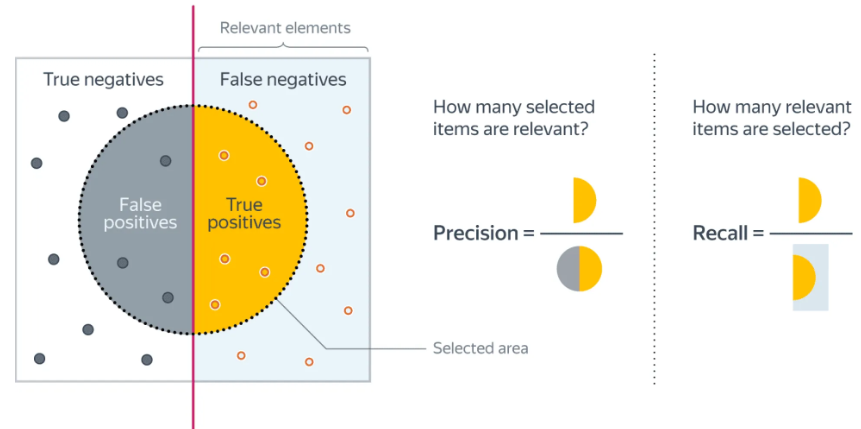 Relevant elements
True negatives
False negatives
False
positives
True
positives
Selected area
How many selected
items are relevant?
Precision =
How many relevant
items are selected?
Recall =